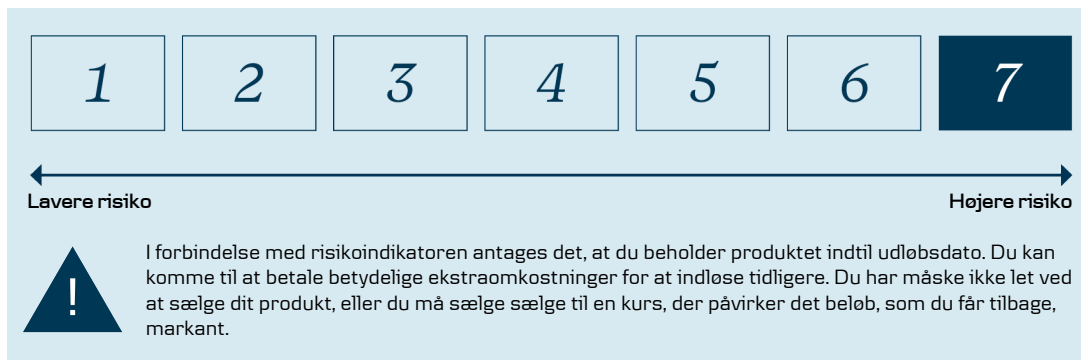 1 2 3 4 5 6 7
Lavere risiko Højere risiko
I forbindelse med risikoindikatoren antages det, at du beholder produktet indtil udløbsdato. Du kan
komme til at betale betydelige ekstraomkostninger for at indløse tidligere. Du har måske ikke let ved
at sælge dit produkt, eller du må sælge sælge til en kurs, der påvirker det beløb, som du får tilbage,
markant.
!